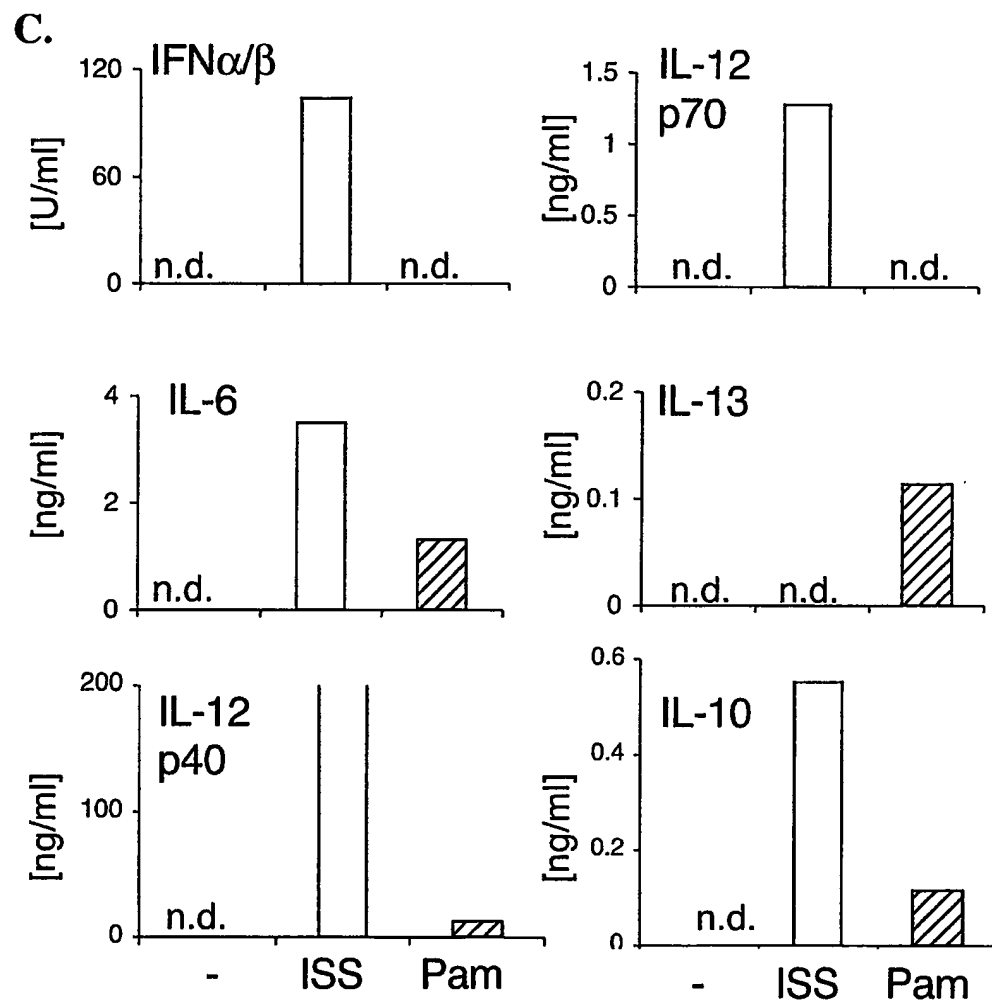 C.
IFNα/β
120
60
0
[U/ml]
n.d.
n.d.
IL-12
p70
1.5
1
0.5
0
[ng/ml]
n.d.
n.d.
IL-6
4
2
0
[ng/ml]
n.d.
IL-13
0.2
0.1
0
[ng/ml]
n.d.
n.d.
IL-12
p40
200
100
0
[ng/ml]
n.d.
- ISS Pam
IL-10
0.6
0.4
0.2
0
[ng/ml]
n.d.
- ISS Pam